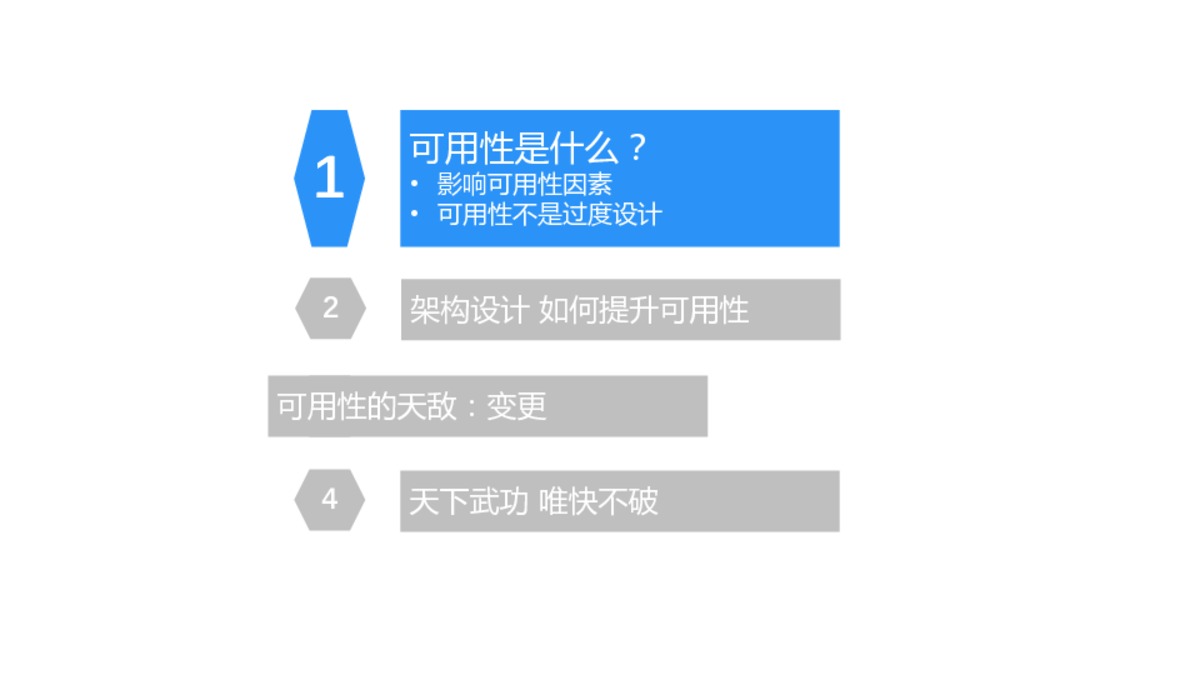 1
可用性是什么？
• 影响可用性因素
• 可用性不是过度设计
2
架构设计 如何提升可用性
可用性的天敌：变更
4
天下武功 唯快不破